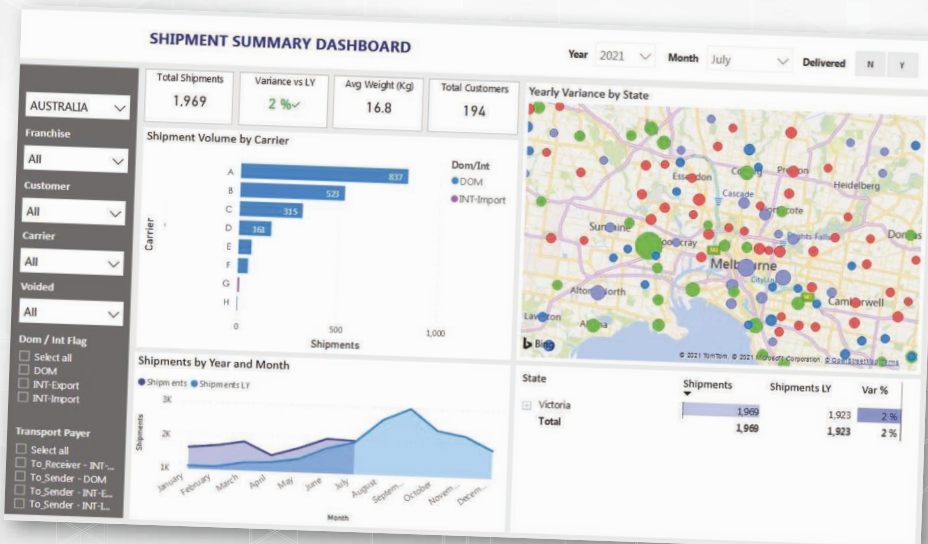 SHIPMENT SUMMARY DASHBOARD
Year 2021 Month July Delivered N Y
AUSTRALIA
Franchise
All
Customer
All
Carrier
All
Voided
All
Dom / Int Flag
Select all
DOM
INT-Export
INT-Import
Transport Payer
Select all
To_Receiver - INT-...
To_Sender - DOM
To_Sender - INT-E...
To_Sender - INT-I...
Total Shipments
1,969
Variance vs LY
2 %
Avg Weight (Kg)
16.8
Total Customers
194
Shipment Volume by Carrier
Carrier
A 837
B 523
C 315
D 161
E
F
G
H
0 500 1,000
Shipments
Dom/Int
DOM
INT-Import
Shipments by Year and Month
Shipments Shipments LY
Shipments
3K
2K
1K
January February March April May June July August Septem... October Novem... Decem...
Month
Yearly Variance by State
Essendon
Preston
Heidelberg
Cascade
Sunshine
Melbourne
Altona North
Camberwell
Altona
Bing
© 2021 TomTom, © 2021 Microsoft Corporation, © OpenStreetMap Terms
State Shipments Shipments LY Var %
Victoria 1,969 1,923 2 %
Total 1,969 1,923 2 %